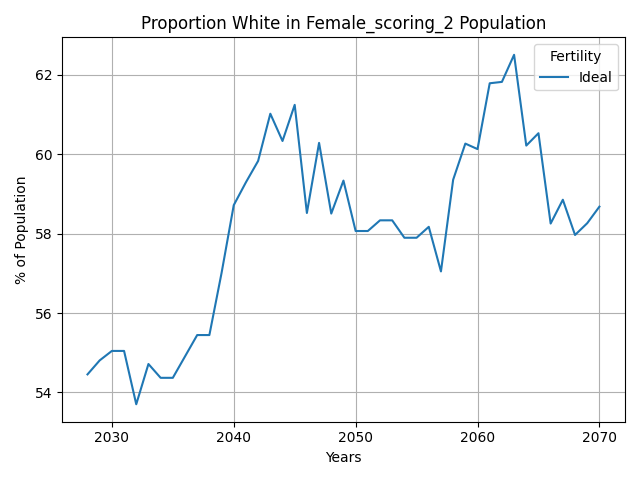 Proportion White in Female_scoring_2 Population
Fertility
Ideal
62
60
58
56
54
% of Population
2030 2040 2050 2060 2070
Years